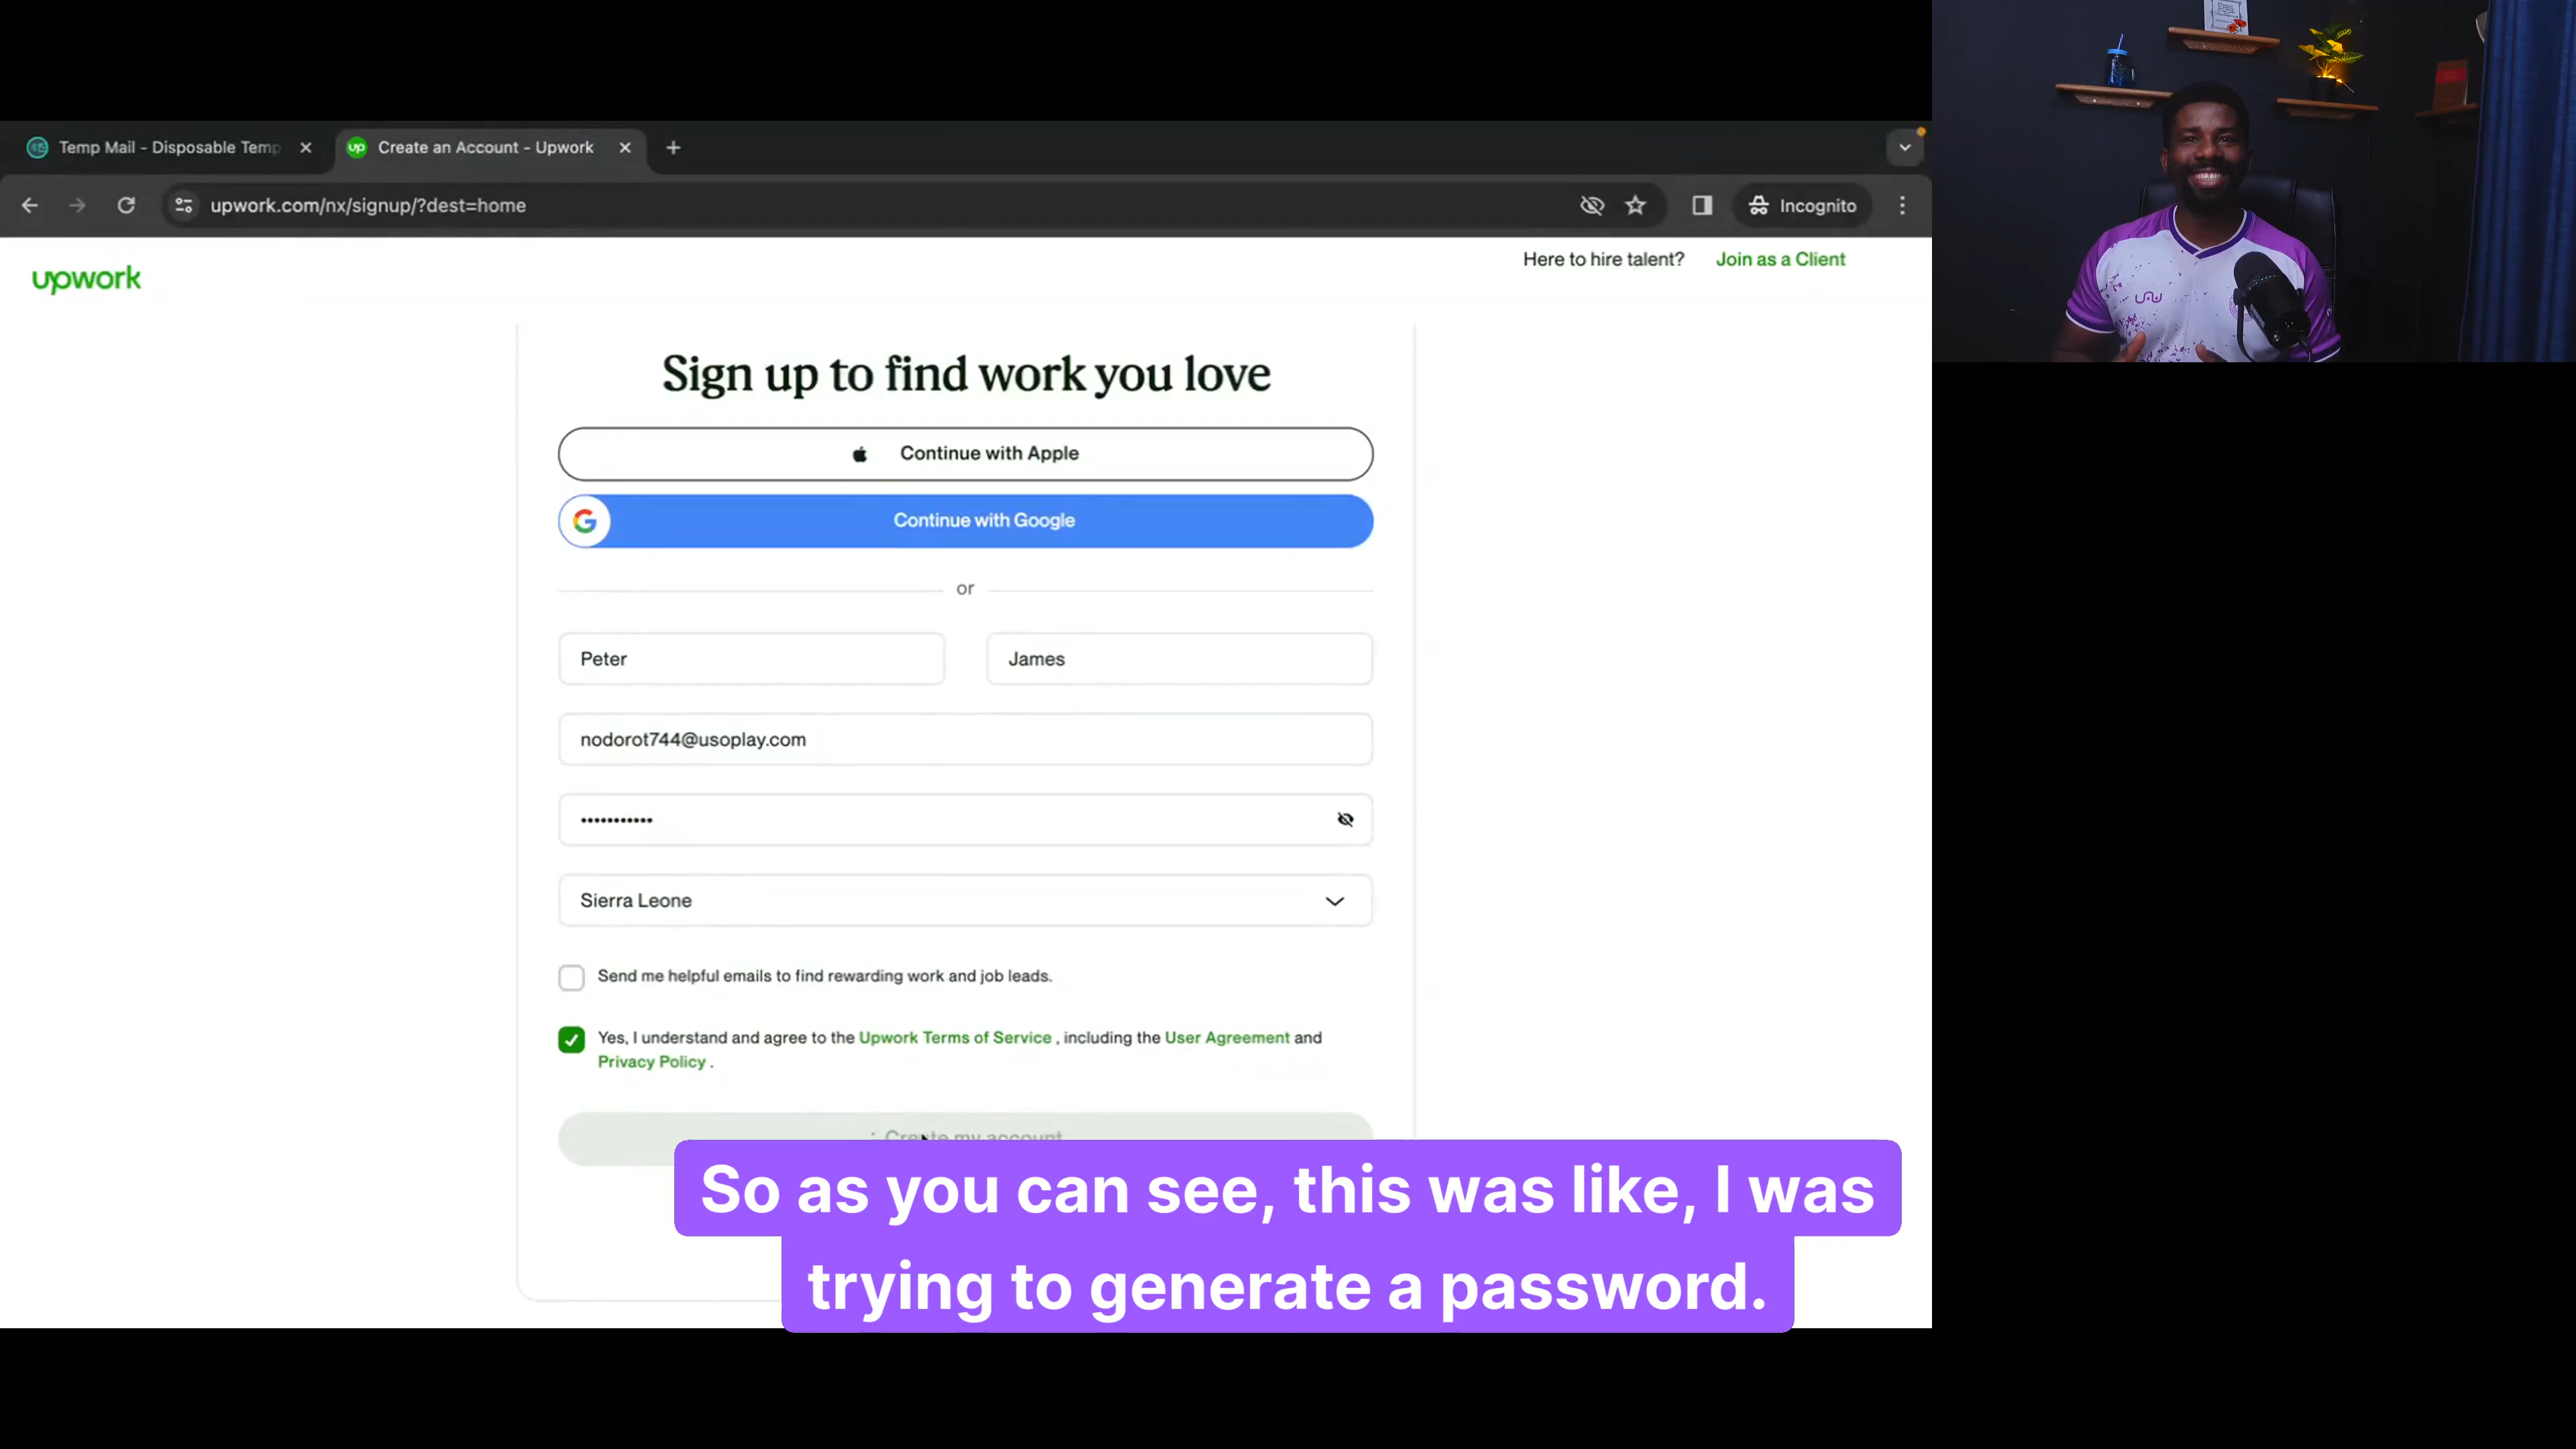 Temp Mail - Disposable Temp
Create an Account - Upwork
upwork.com/nx/signup/?dest=home
Incognito
upwork
Here to hire talent? Join as a Client
Sign up to find work you love
Continue with Apple
Continue with Google
or
Peter
James
nodorot744@usoplay.com
•••••••••••
Sierra Leone
Send me helpful emails to find rewarding work and job leads.
Yes, I understand and agree to the Upwork Terms of Service , including the User Agreement and
Privacy Policy .
Create my account
So as you can see, this was like, I was
trying to generate a password.